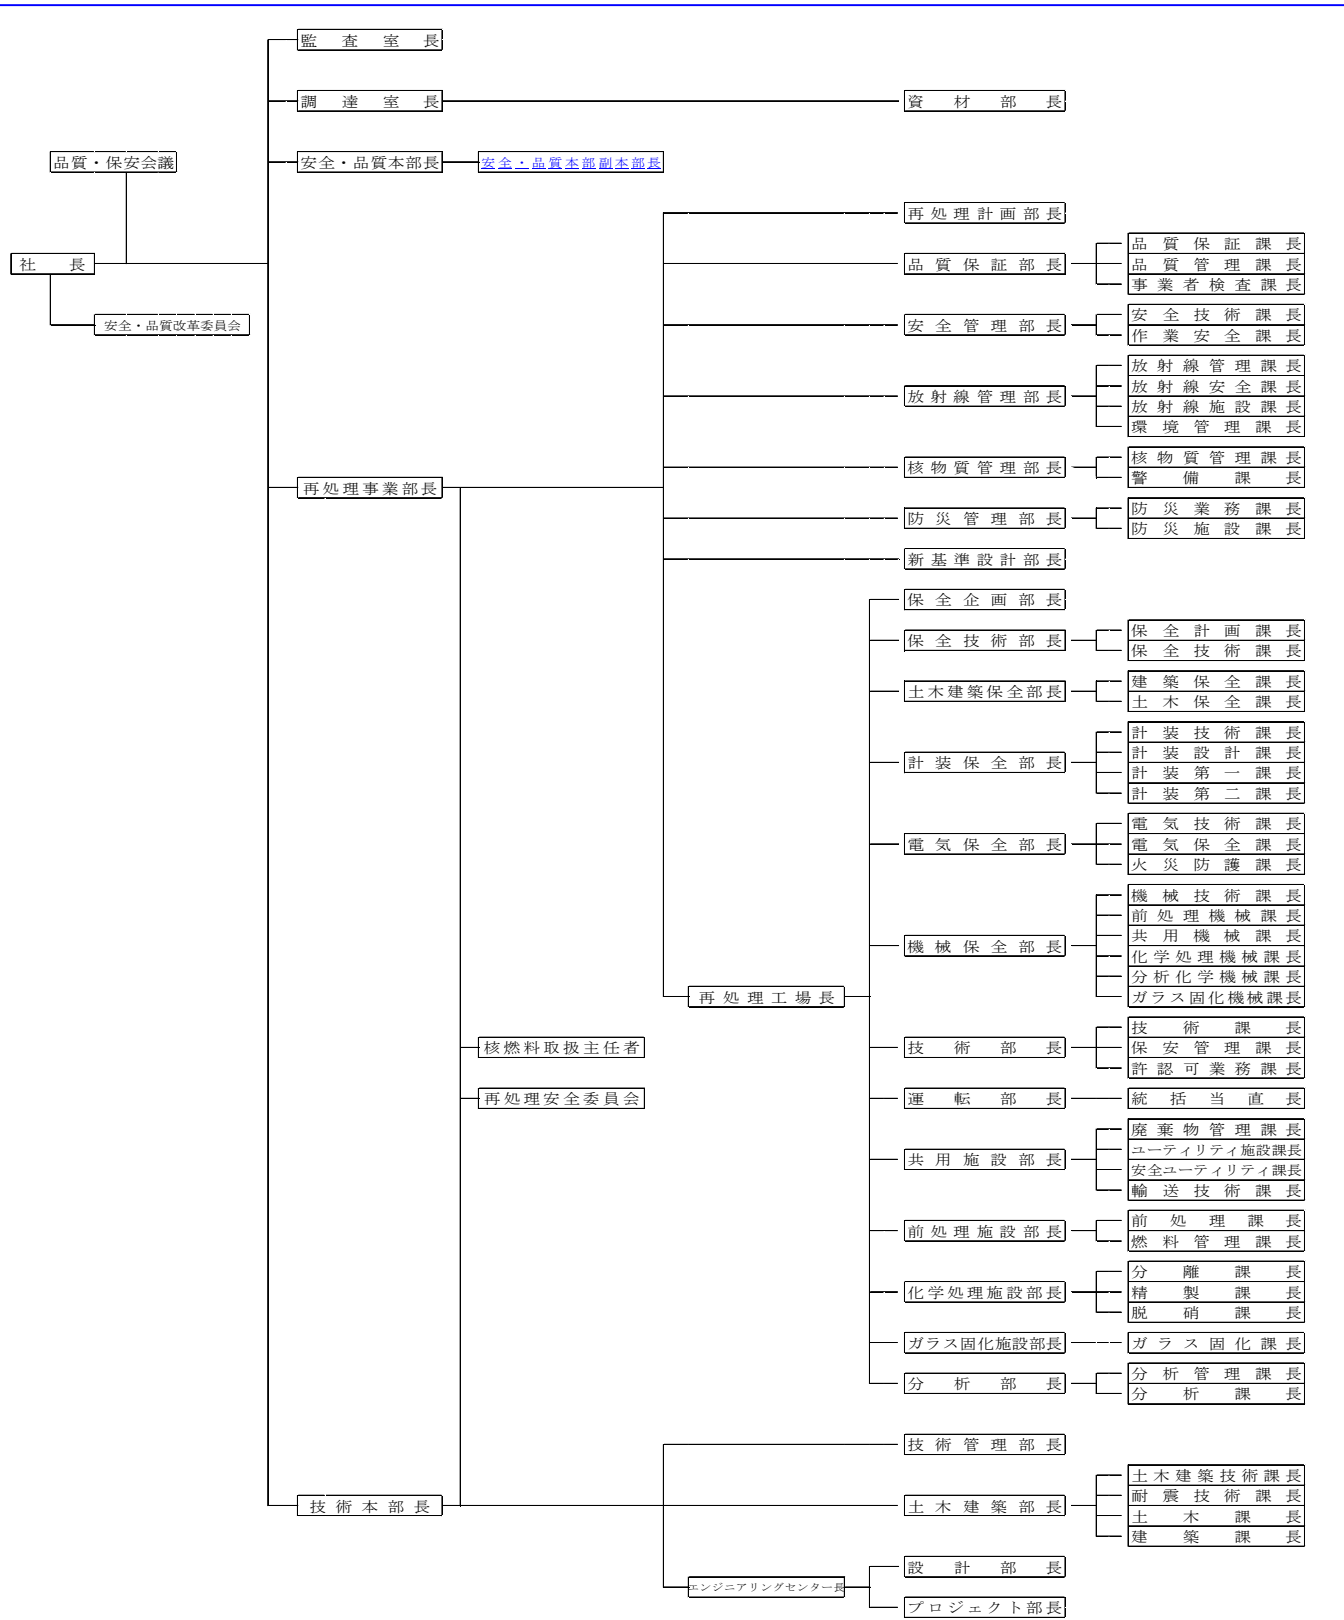 監査室長
調達室長
資材部長
品質・保安会議
安全・品質本部長
安全・品質本部副本部長
再処理計画部長
社長
品質保証部長
品質保証課長
品質管理課長
事業者検査課長
安全・品質改革委員会
安全管理部長
安全技術課長
作業安全課長
放射線管理部長
放射線管理課長
放射線安全課長
放射線施設課長
環境管理課長
再処理事業部長
核物質管理部長
核物質管理課長
警備課長
防災管理部長
防災業務課長
防災施設課長
新基準設計部長
保全企画部長
保全技術部長
保全計画課長
保全技術課長
土木建築保全部長
建築保全課長
土木保全課長
計装保全部長
計装技術課長
計装設計課長
計装第一課長
計装第二課長
電気保全部長
電気技術課長
電気保全課長
火災防護課長
機械保全部長
機械技術課長
前処理機械課長
共用機械課長
化学処理機械課長
分析化学機械課長
ガラス固化機械課長
再処理工場長
核燃料取扱主任者
技術部長
技術課長
保安管理課長
許認可業務課長
再処理安全委員会
運転部長
統括当直長
共用施設部長
廃棄物管理課長
ユーティリティ施設課長
安全ユーティリティ課長
輸送技術課長
前処理施設部長
前処理課長
燃料管理課長
化学処理施設部長
分離課長
精製課長
脱硝課長
ガラス固化施設部長
ガラス固化課長
分析部長
分析管理課長
分析課長
技術管理部長
技術本部長
土木建築部長
土木建築技術課長
耐震技術課長
土木課長
建築課長
設計部長
エンジニアリングセンター長
プロジェクト部長